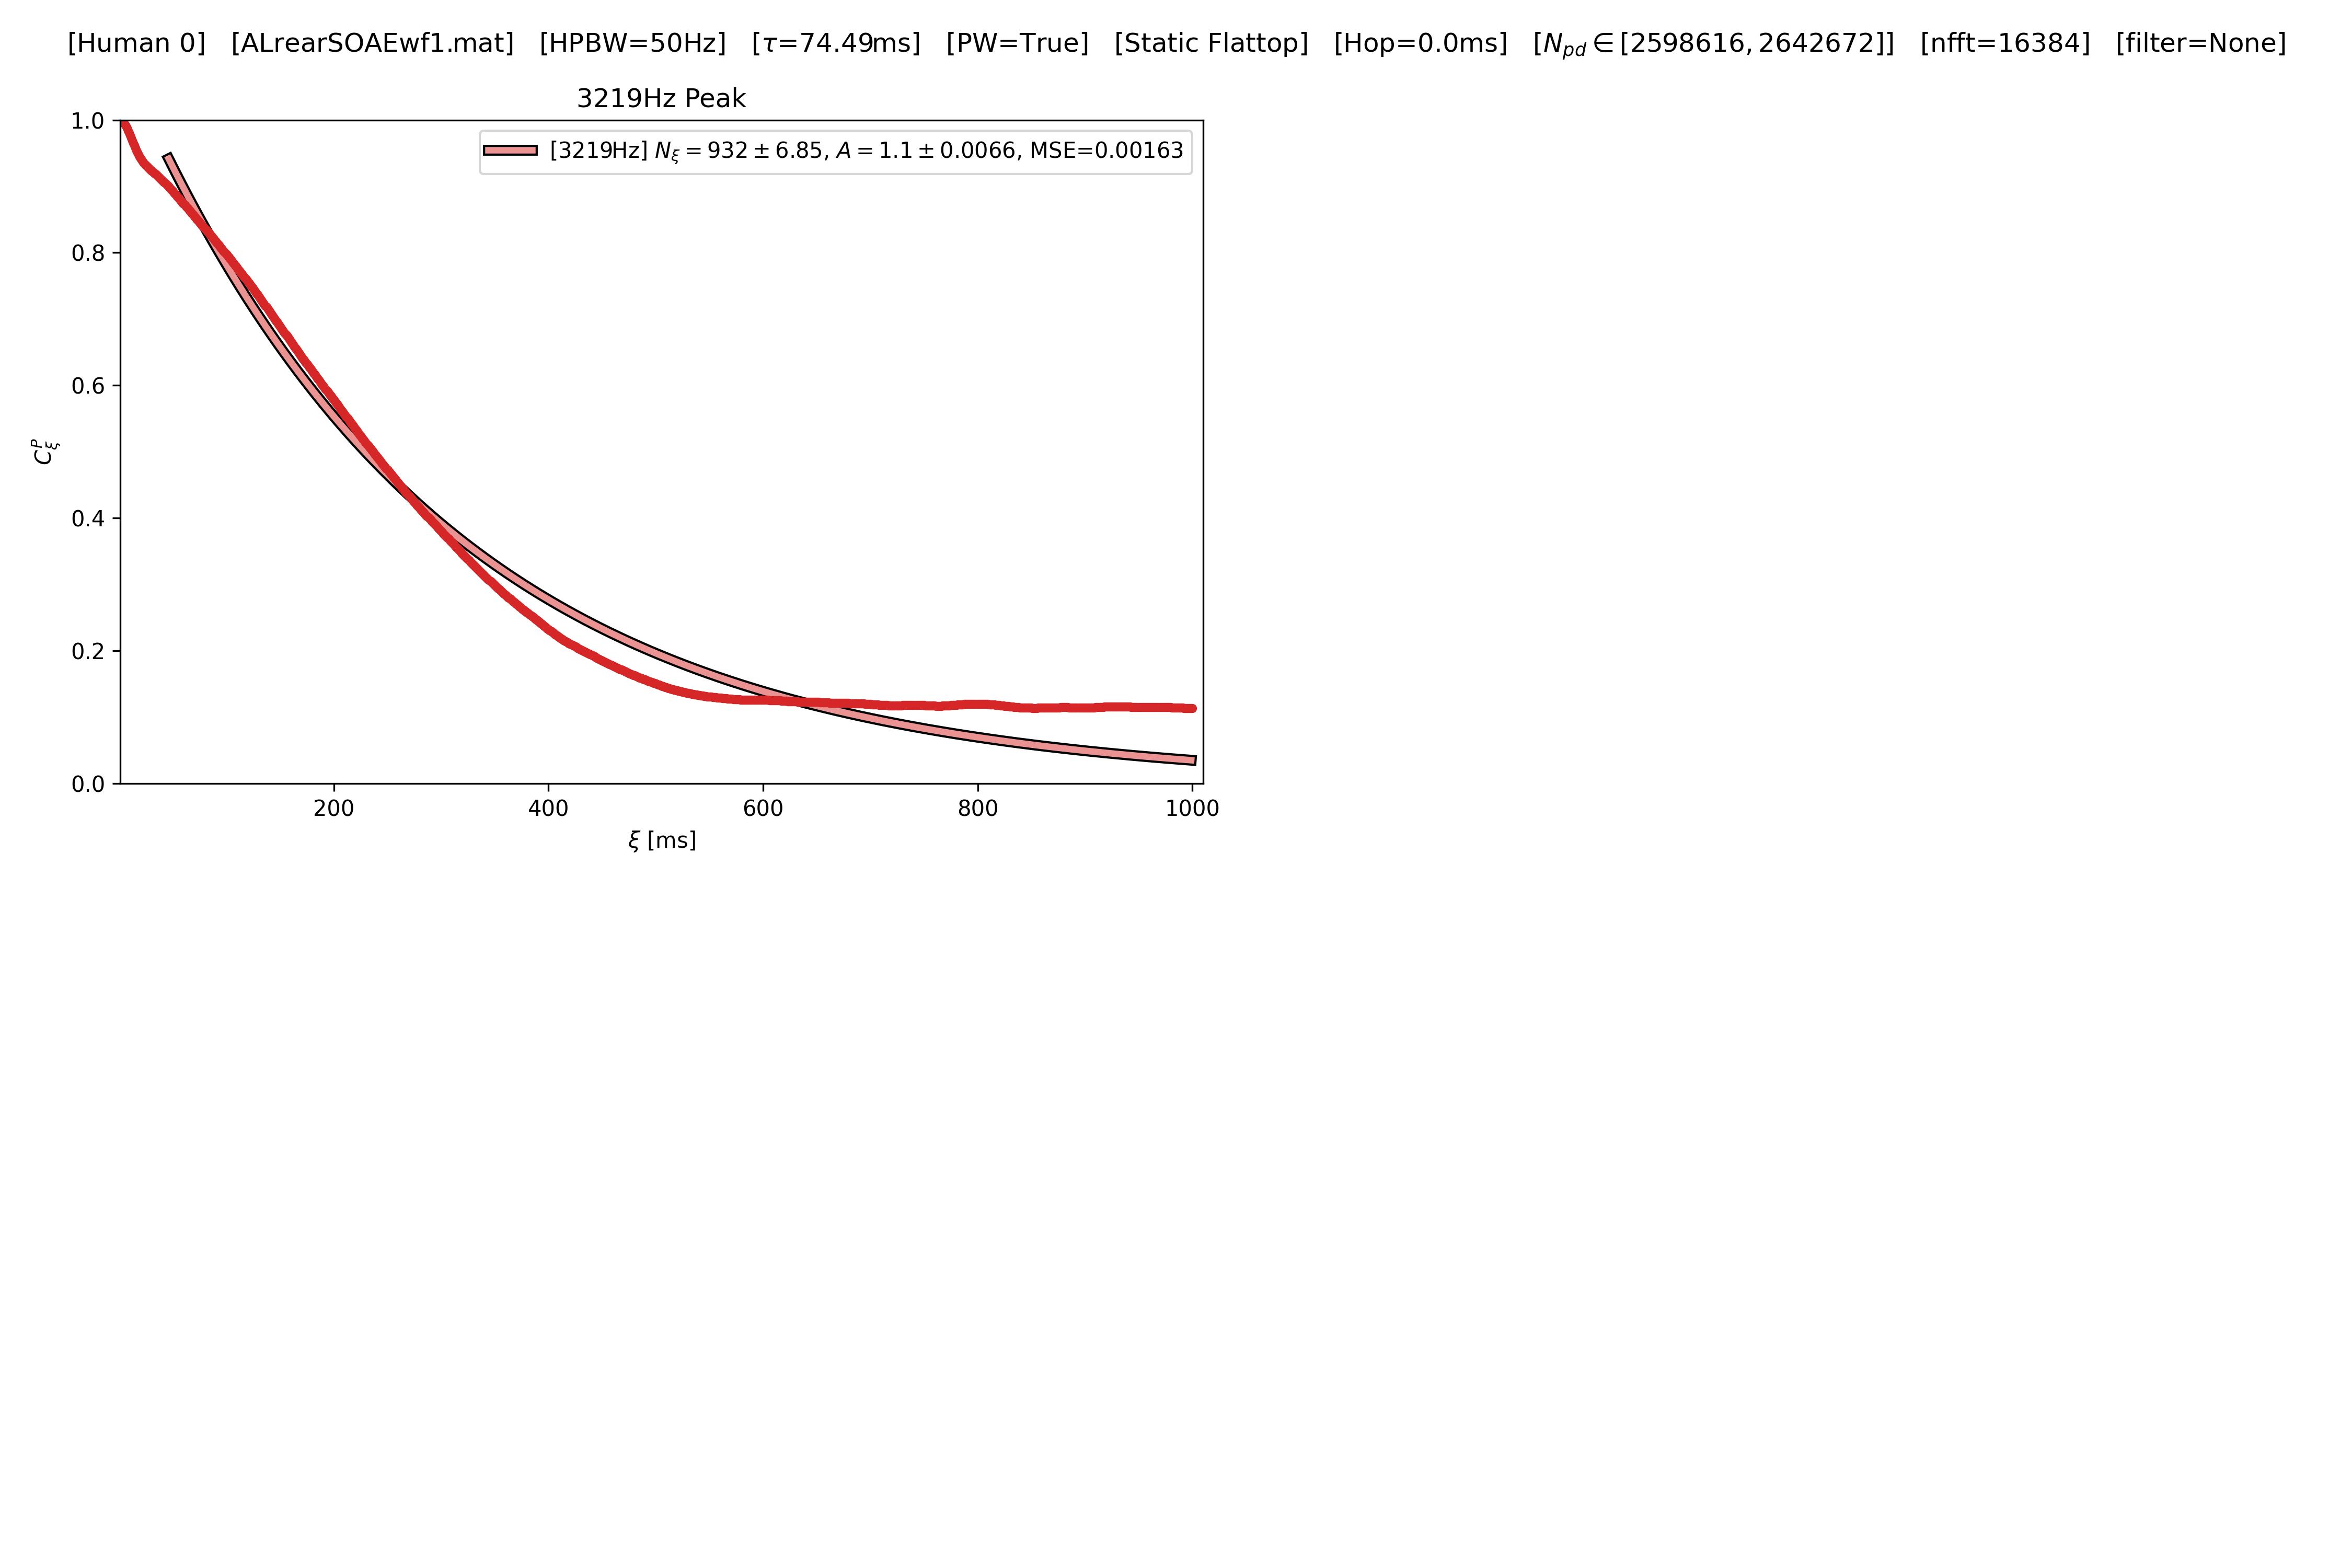 [Human 0]   [ALrearSOAEwf1.mat]   [HPBW=50Hz]   [τ=74.49ms]   [PW=True]   [Static Flattop]   [Hop=0.0ms]   [N_pd ∈ [2598616, 2642672]]   [nfft=16384]   [filter=None]
3219Hz Peak
[3219Hz] N_ξ = 932 ± 6.85, A = 1.1 ± 0.0066, MSE=0.00163
1.0
0.8
0.6
0.4
0.2
0.0
C_ξ^P
200 400 600 800 1000
ξ [ms]